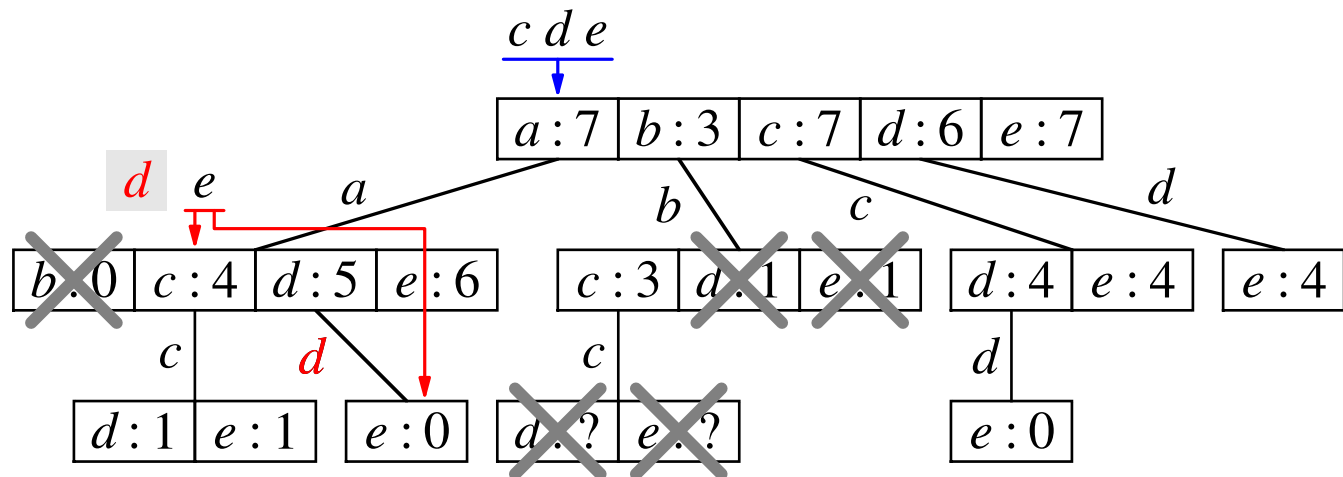 c d e
a : 7 b : 3 c : 7 d : 6 e : 7
d e a b c d
b : 0 c : 4 d : 5 e : 6 c : 3 d : 1 e : 1 d : 4 e : 4 e : 4
c d c d
d : 1 e : 1 e : 0 d : ? e : ? e : 0